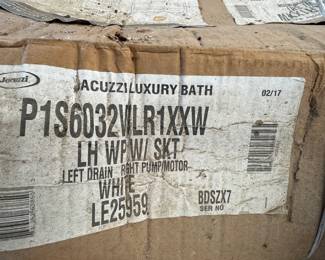 Jacuzzi
JACUZZI LUXURY BATH
02/17
P1S6032WLR1XXW
LH WPW/ SKT
LEFT DRAIN RGHT PUMP/MOTOR
WHITE
LE25959
BDSZX7
SER NO